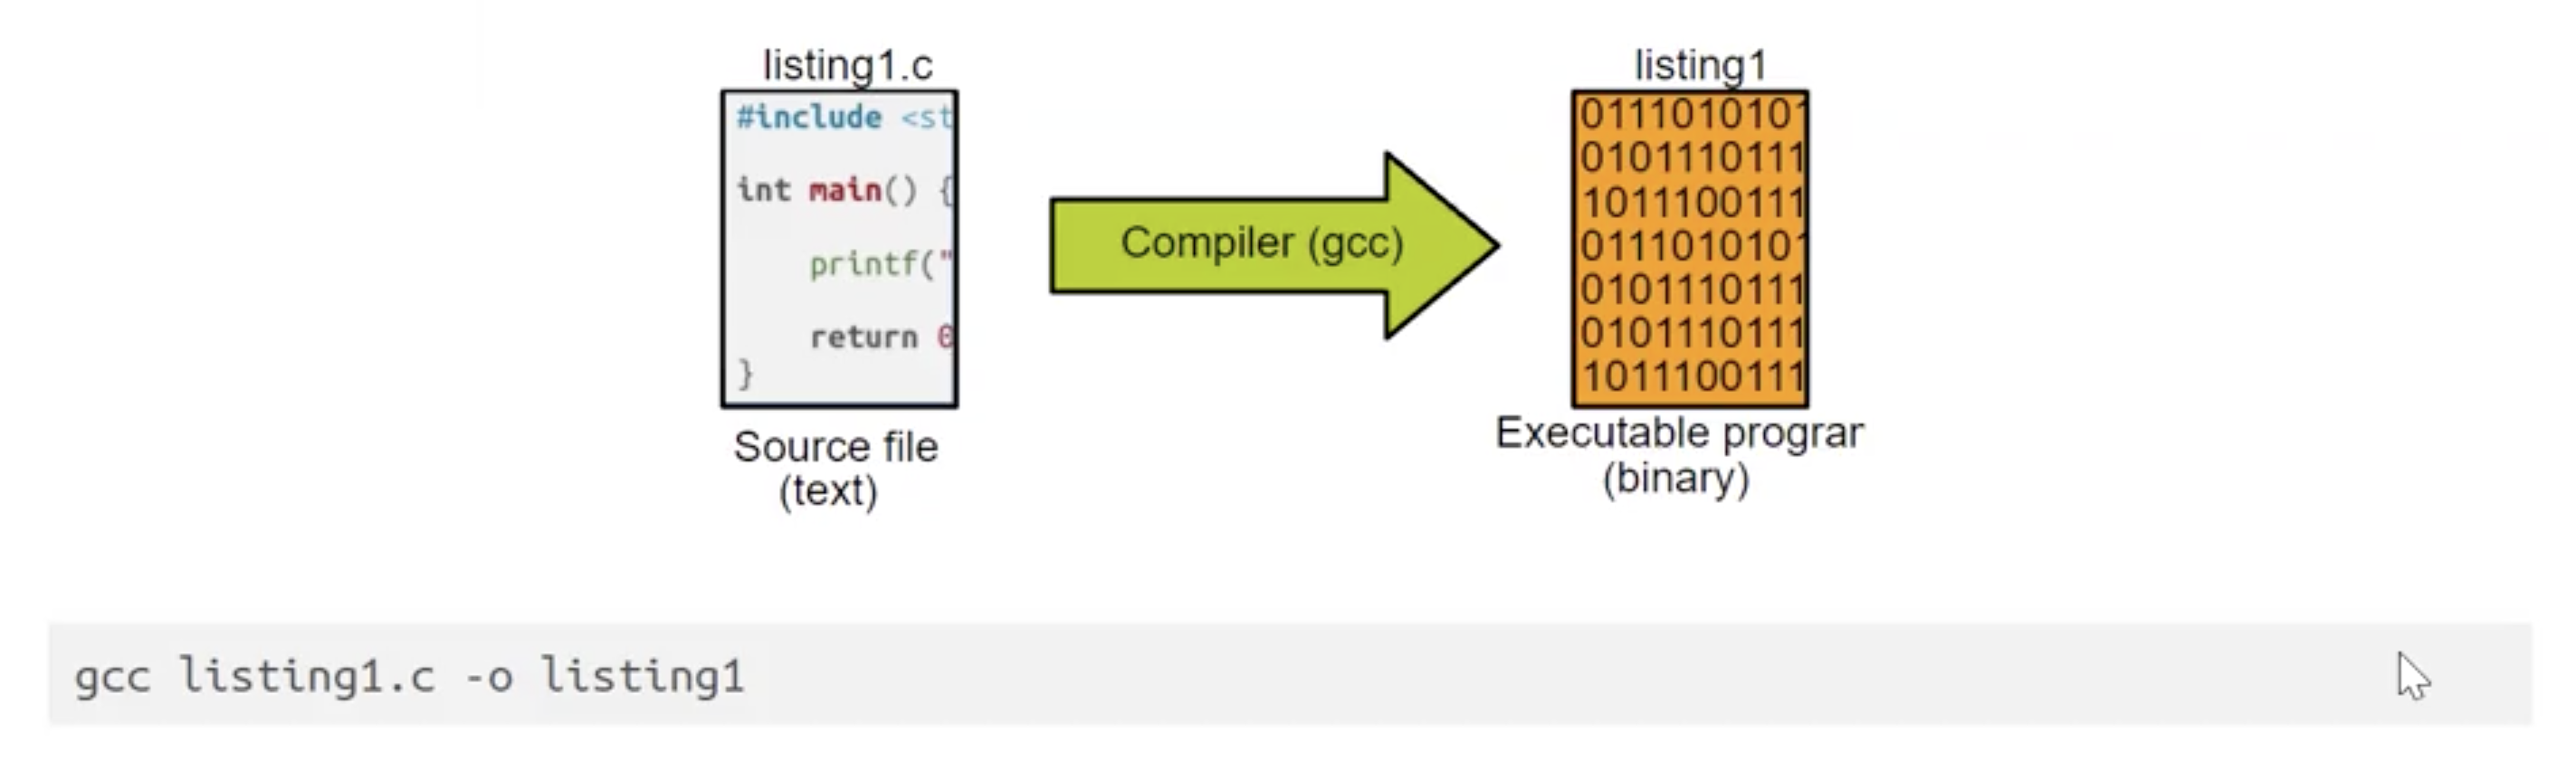 listing1.c
#include <st
int main() {
printf("
return 0
}
Source file
(text)
Compiler (gcc)
listing1
0111010101
0101110111
1011100111
0111010101
0101110111
0101110111
1011100111
Executable prograr
(binary)
gcc listing1.c -o listing1